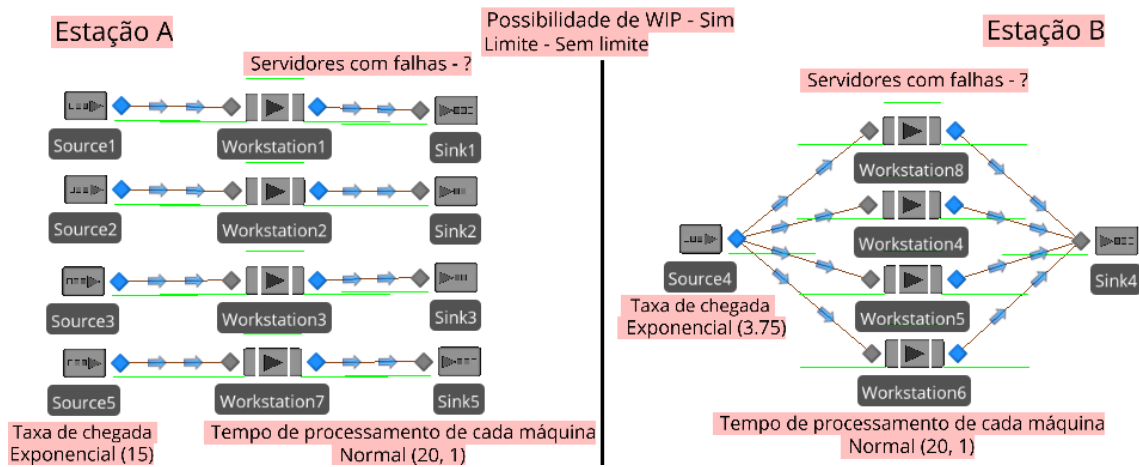 Estação A
Possibilidade de WIP - Sim
Limite - Sem limite
Estação B
Servidores com falhas - ?
Source1
Workstation1
Sink1
Source2
Workstation2
Sink2
Source3
Workstation3
Sink3
Source5
Workstation7
Sink5
Taxa de chegada
Exponencial (15)
Tempo de processamento de cada máquina
Normal (20, 1)
Servidores com falhas - ?
Workstation8
Workstation4
Source4
Sink4
Taxa de chegada
Exponencial (3.75)
Workstation5
Workstation6
Tempo de processamento de cada máquina
Normal (20, 1)